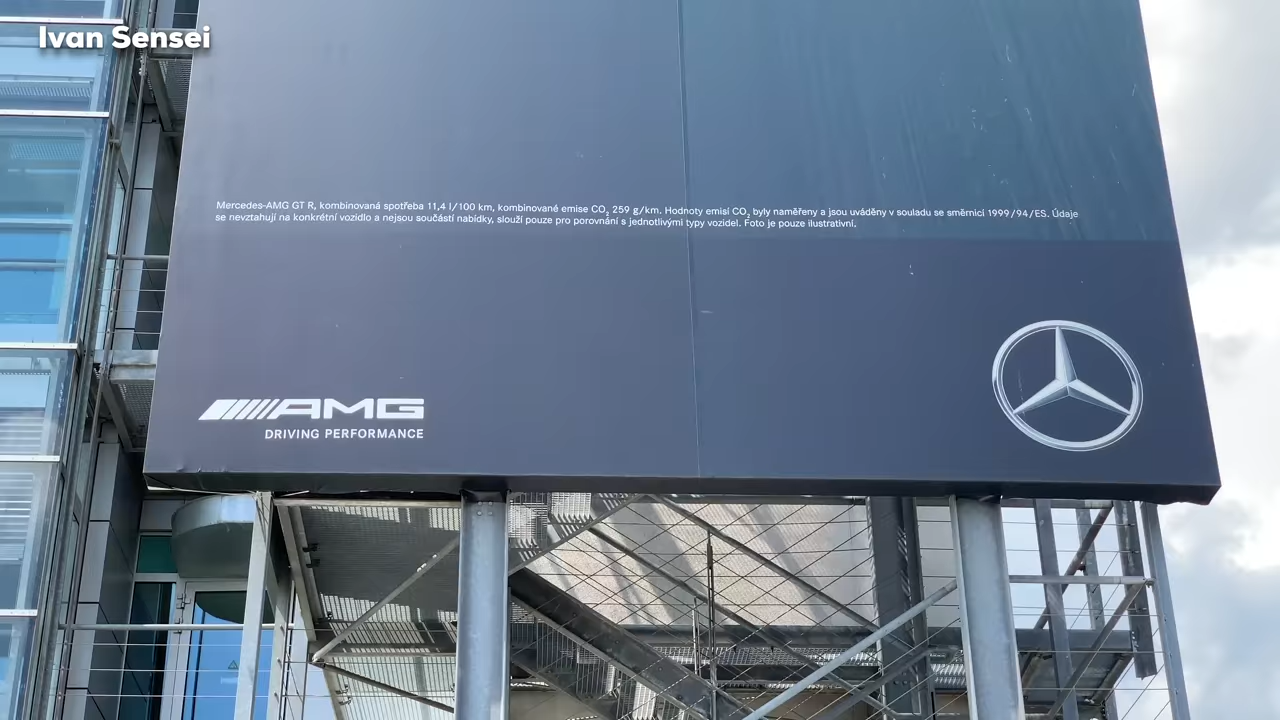 Ivan Sensei
Mercedes-AMG GT R, kombinovaná spotřeba 11,4 l/100 km, kombinované emise CO₂ 259 g/km. Hodnoty emisí CO₂ byly naměřeny a jsou uváděny v souladu se směrnicí 1999/94/ES. Údaje
se nevztahují na konkrétní vozidlo a nejsou součástí nabídky, slouží pouze pro porovnání s jednotlivými typy vozidel. Foto je pouze ilustrativní.
AMG
DRIVING PERFORMANCE